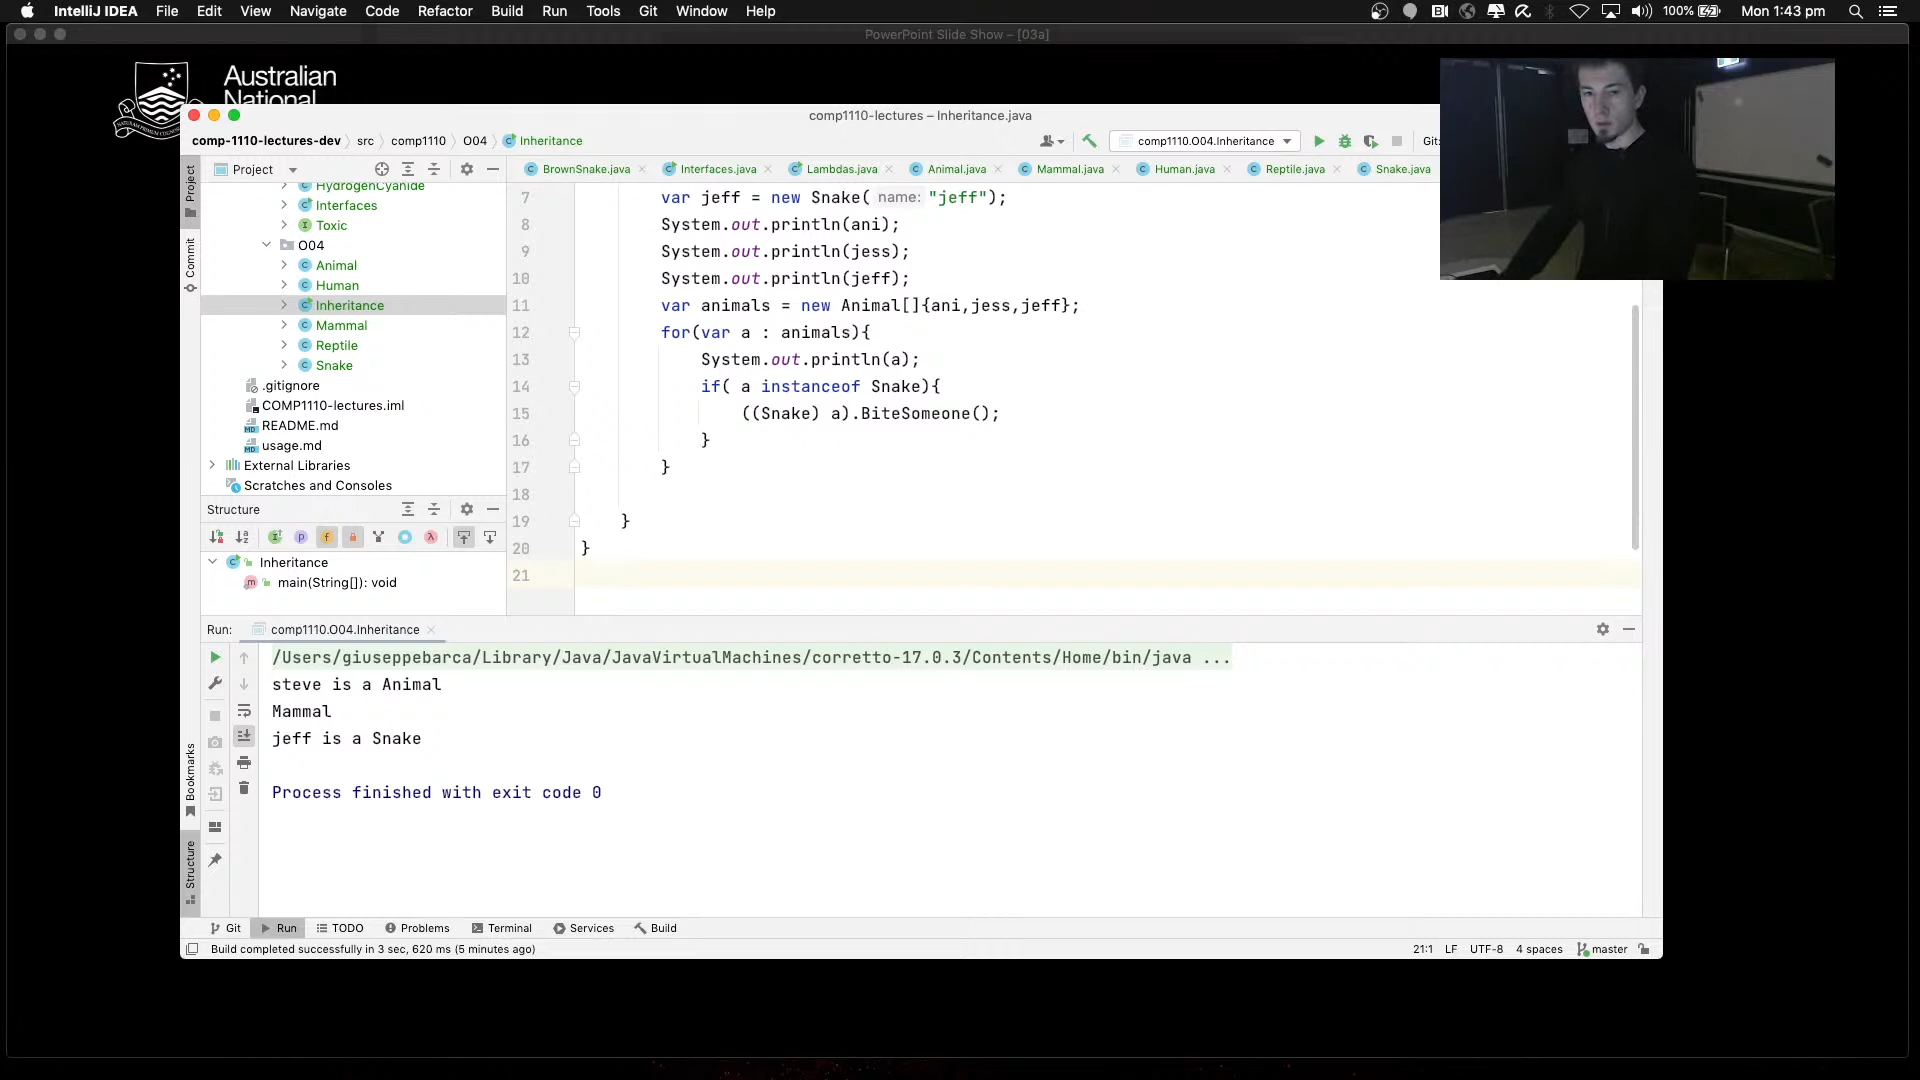 IntelliJ IDEA File Edit View Navigate Code Refactor Build Run Tools Git Window Help 100% Mon 1:43 pm
PowerPoint Slide Show – [03a]
Australian
National
comp1110-lectures – Inheritance.java
comp-1110-lectures-dev src comp1110 O04 Inheritance comp1110.O04.Inheritance Git:
Project
BrownSnake.java Interfaces.java Lambdas.java Animal.java Mammal.java Human.java Reptile.java Snake.java
Project
Commit
Bookmarks
Structure
HydrogenCyanide
Interfaces
Toxic
O04
Animal
Human
Inheritance
Mammal
Reptile
Snake
.gitignore
COMP1110-lectures.iml
README.md
usage.md
External Libraries
Scratches and Consoles
Structure
Inheritance
main(String[]): void
7 var jeff = new Snake( name: "jeff");
8 System.out.println(ani);
9 System.out.println(jess);
10 System.out.println(jeff);
11 var animals = new Animal[]{ani,jess,jeff};
12 for(var a : animals){
13 System.out.println(a);
14 if( a instanceof Snake){
15 ((Snake) a).BiteSomeone();
16 }
17 }
18
19 }
20 }
21
Run: comp1110.O04.Inheritance
/Users/giuseppebarca/Library/Java/JavaVirtualMachines/corretto-17.0.3/Contents/Home/bin/java ...
steve is a Animal
Mammal
jeff is a Snake
Process finished with exit code 0
Git Run TODO Problems Terminal Services Build
Build completed successfully in 3 sec, 620 ms (5 minutes ago) 21:1 LF UTF-8 4 spaces master